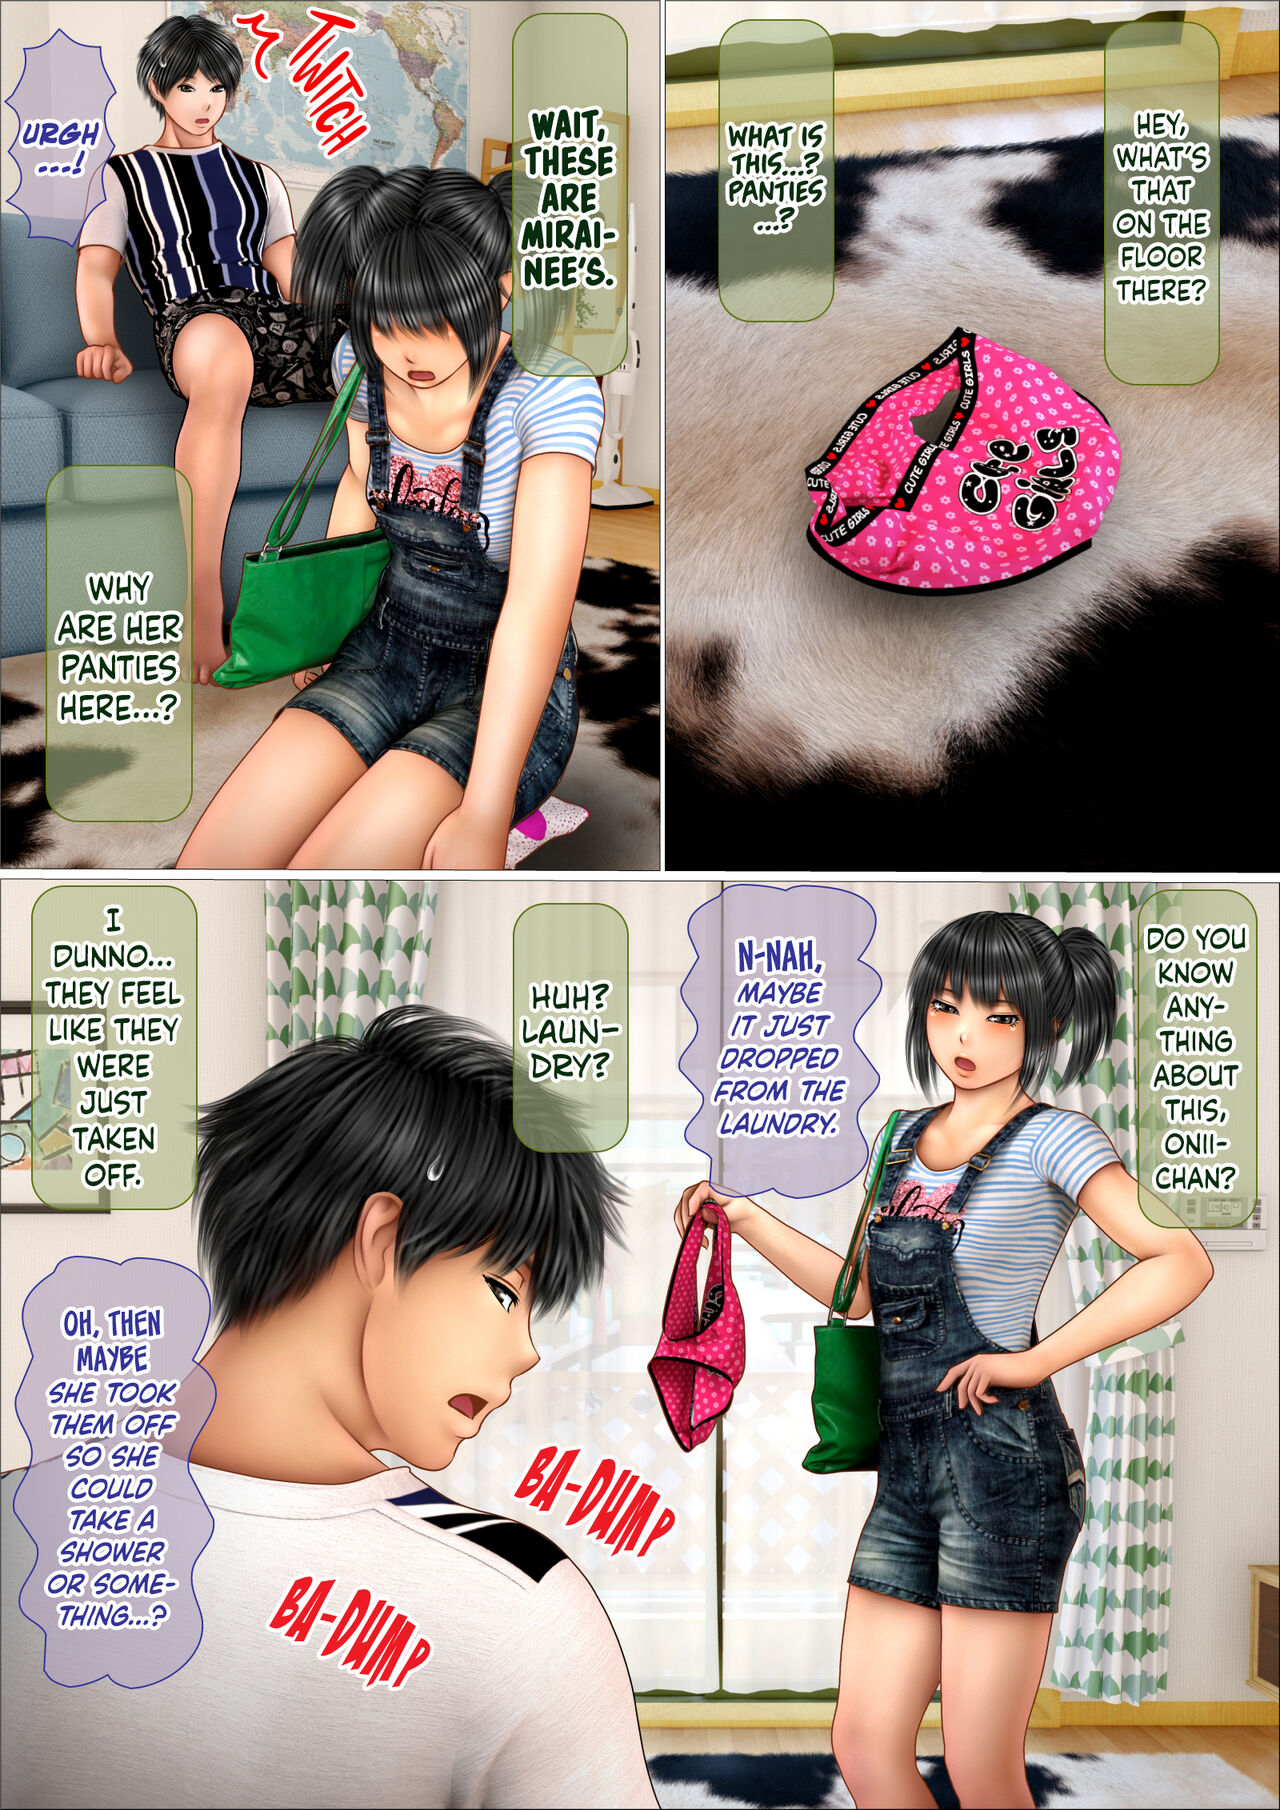 HEY,
WHAT'S
THAT
ON THE
FLOOR
THERE?
WHAT IS
THIS...?
PANTIES
...?
CUTE GIRLS
WAIT,
THESE
ARE
MIRAI-
NEE'S.
TWITCH
URGH
...!
WHY
ARE HER
PANTIES
HERE...?
DO YOU
KNOW
ANY-
THING
ABOUT
THIS,
ONII-
CHAN?
N-NAH,
MAYBE
IT JUST
DROPPED
FROM THE
LAUNDRY.
HUH?
LAUN-
DRY?
I
DUNNO...
THEY FEEL
LIKE THEY
WERE
JUST
TAKEN
OFF.
OH, THEN
MAYBE
SHE TOOK
THEM OFF
SO SHE
COULD
TAKE A
SHOWER
OR SOME-
THING...?
BA-DUMP
BA-DUMP